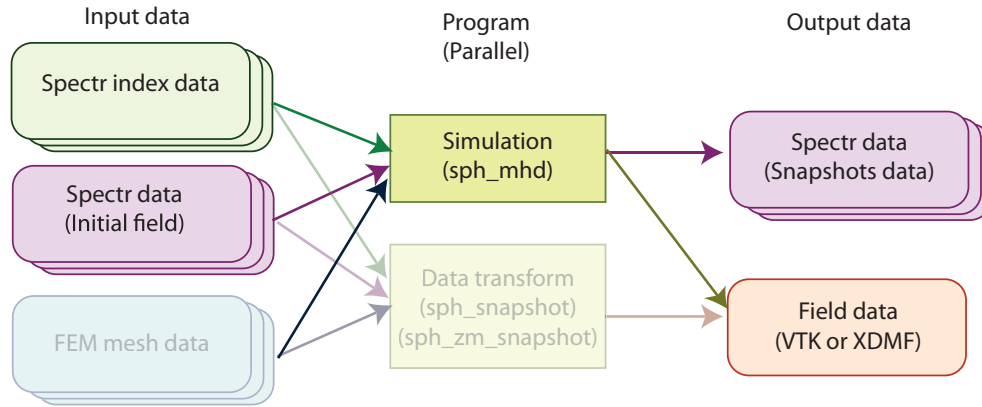 Input data
Program
(Parallel)
Output data
Spectr index data
Simulation
(sph_mhd)
Spectr data
(Snapshots data)
Spectr data
(Initial field)
Data transform
(sph_snapshot)
(sph_zm_snapshot)
FEM mesh data
Field data
(VTK or XDMF)